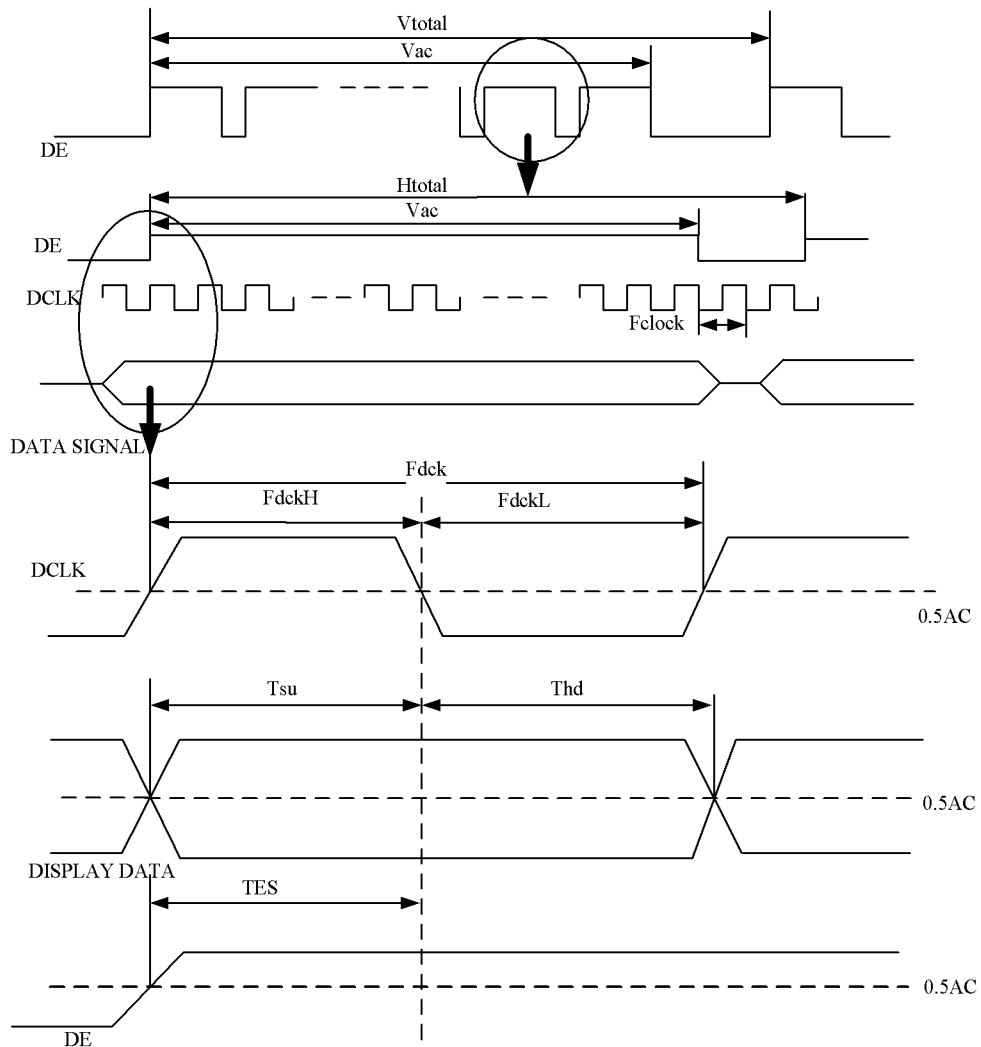 Vtotal
Vac
DE
Htotal
Vac
DE
DCLK
Fclock
DATA SIGNAL
Fdck
FdckH
FdckL
DCLK
0.5AC
Tsu
Thd
0.5AC
DISPLAY DATA
TES
0.5AC
DE